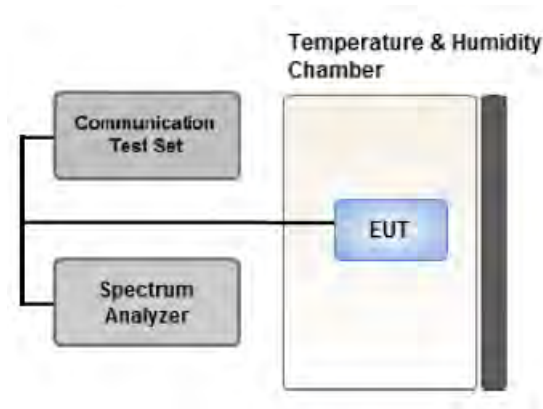 Temperature & Humidity
Chamber
Communication
Test Set
EUT
Spectrum
Analyzer